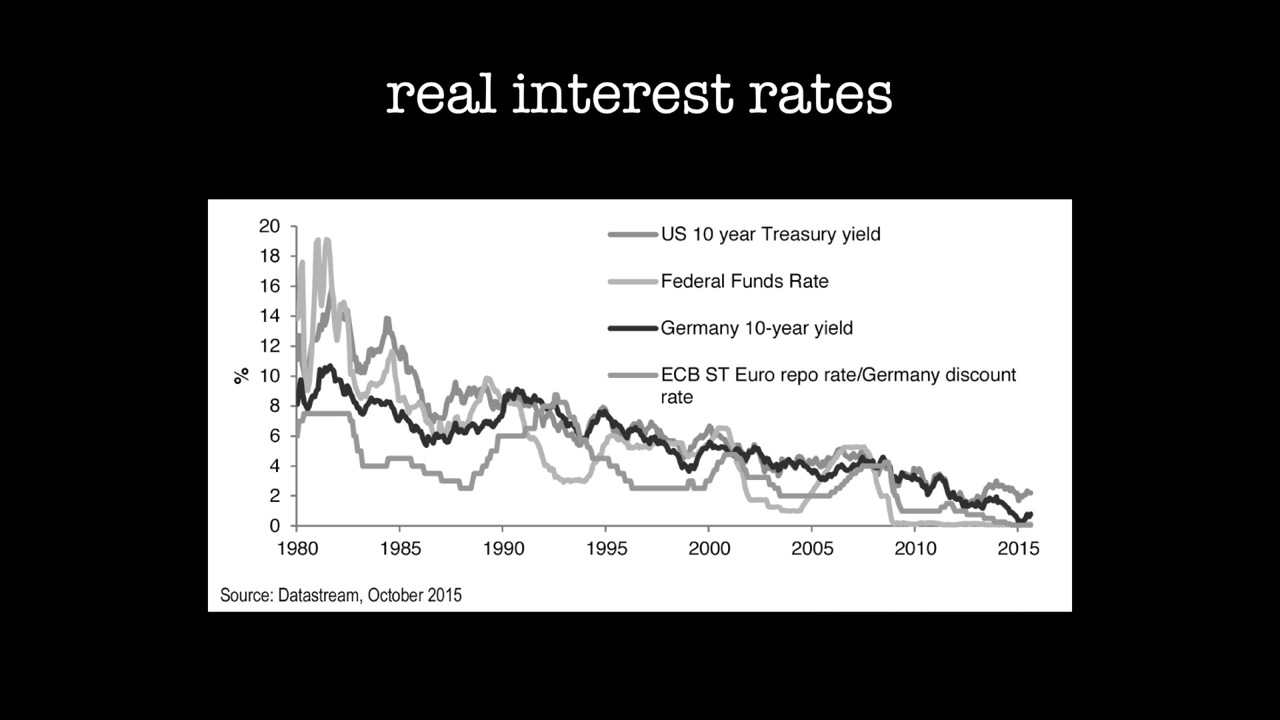 real interest rates
20
18
16
14
12
10
8
6
4
2
0
%
US 10 year Treasury yield
Federal Funds Rate
Germany 10-year yield
ECB ST Euro repo rate/Germany discount
rate
1980 1985 1990 1995 2000 2005 2010 2015
Source: Datastream, October 2015